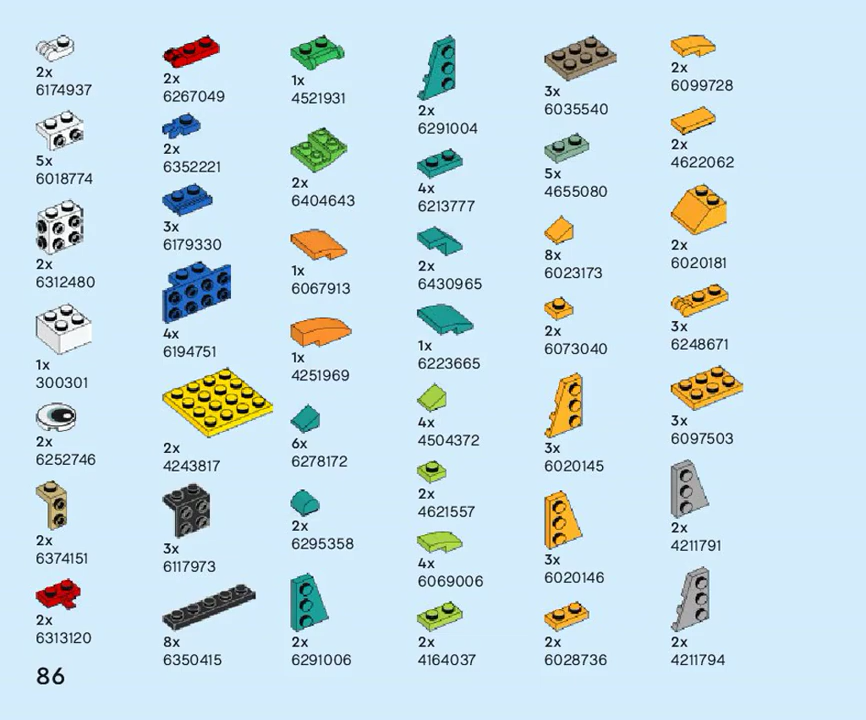 2x
6174937
5x
6018774
2x
6312480
1x
300301
2x
6252746
2x
6374151
2x
6313120
2x
6267049
2x
6352221
3x
6179330
4x
6194751
2x
4243817
3x
6117973
8x
6350415
1x
4521931
2x
6404643
1x
6067913
1x
4251969
6x
6278172
2x
6295358
2x
6291006
2x
6291004
4x
6213777
2x
6430965
1x
6223665
4x
4504372
2x
4621557
4x
6069006
2x
4164037
3x
6035540
5x
4655080
8x
6023173
2x
6073040
3x
6020145
3x
6020146
2x
6028736
2x
6099728
2x
4622062
2x
6020181
3x
6248671
3x
6097503
2x
4211791
2x
4211794
86